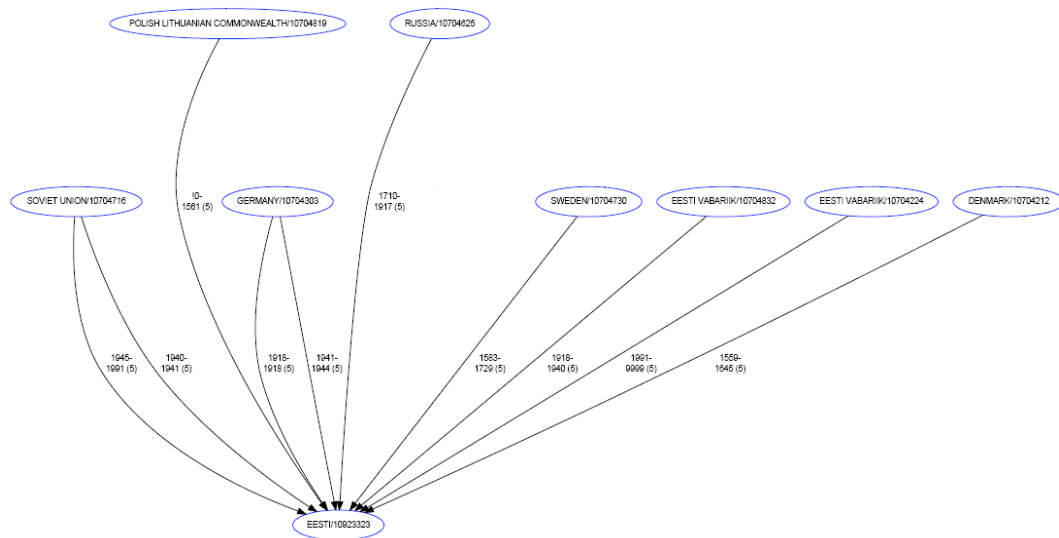 POLISH LITHUANIAN COMMONWEALTH/10704819
RUSSIA/10704625
SOVIET UNION/10704716
GERMANY/10704303
SWEDEN/10704730
EESTI VABARIIK/10704832
EESTI VABARIIK/10704224
DENMARK/10704212
1561 (5)
1710-
1917 (5)
1945-
1991 (5)
1940-
1941 (5)
1918-
1918 (5)
1941-
1944 (5)
1583-
1729 (5)
1918-
1940 (5)
1991-
9999 (5)
1559-
1645 (5)
EESTI/10923323